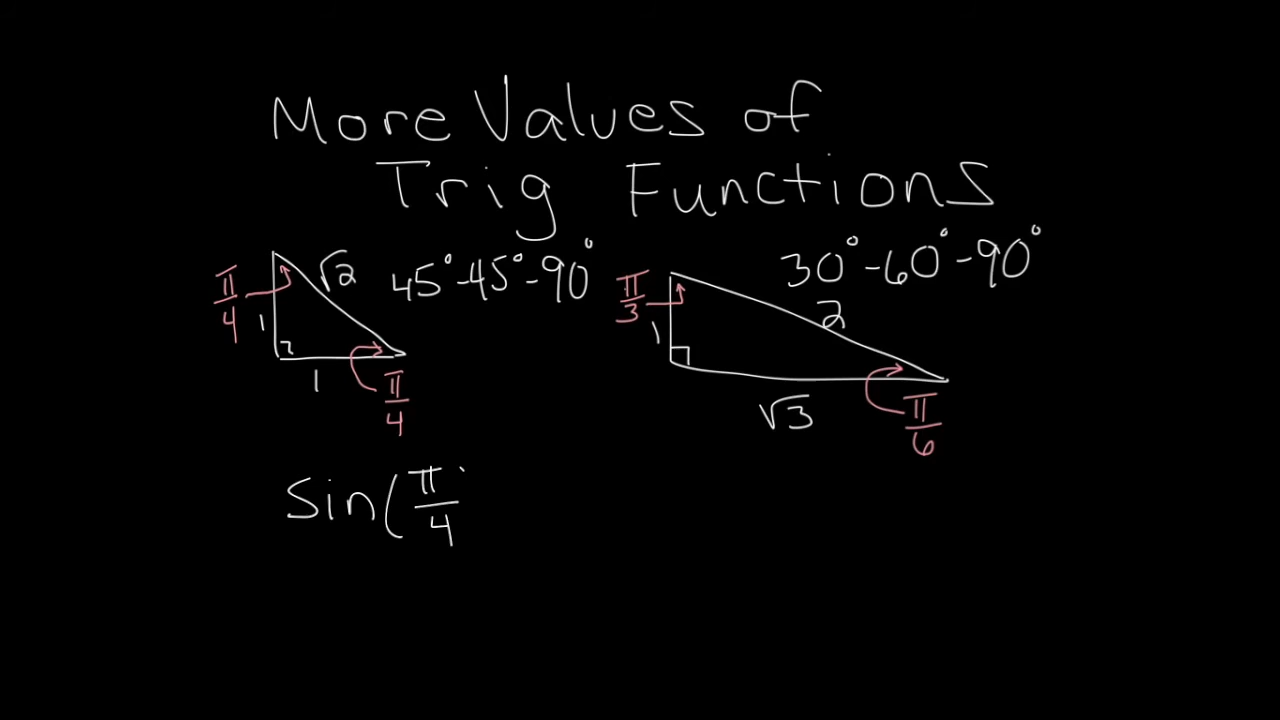 More Values of
Trig Functions
π/4
√2
45°-45°-90°
1
1
π/4
30°-60°-90°
π/3
2
1
√3
π/6
Sin(π/4